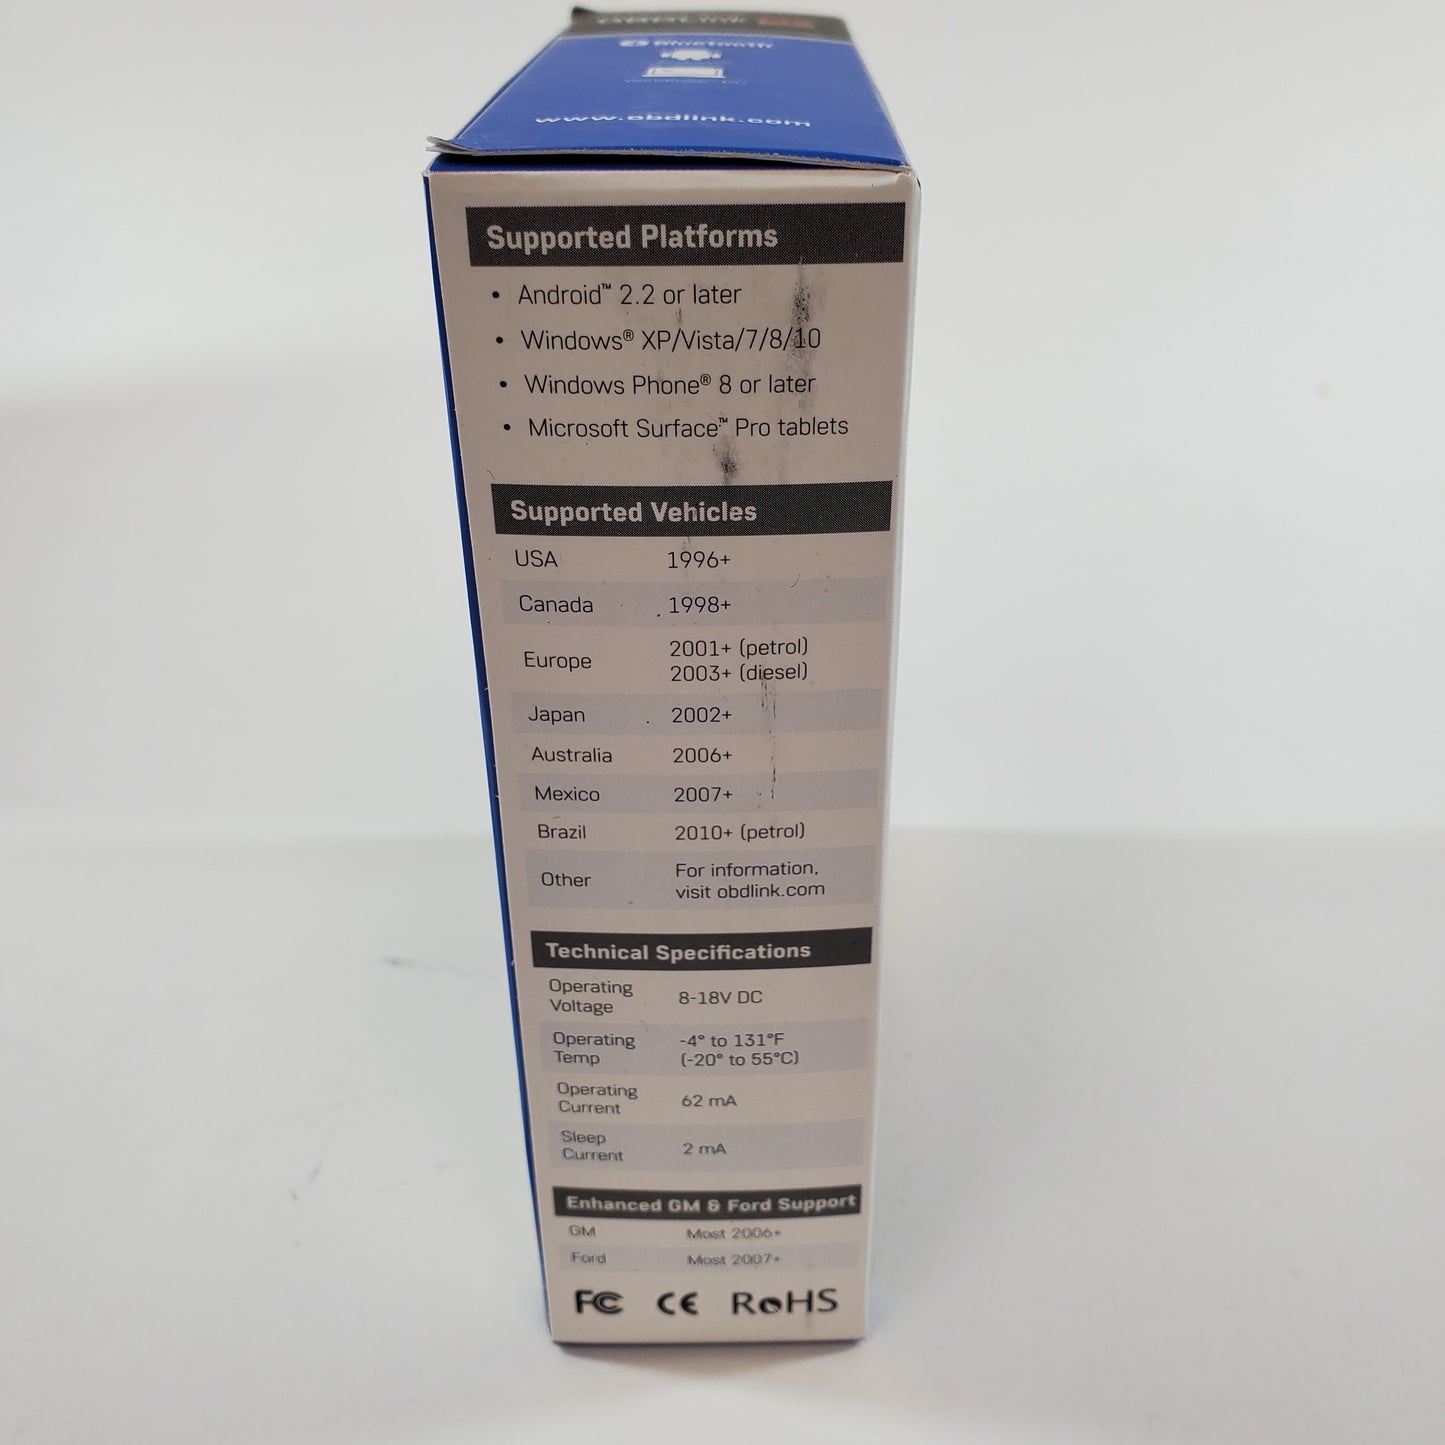 Bluetooth
www.obdlink.com
Supported Platforms
• Android™ 2.2 or later
• Windows® XP/Vista/7/8/10
• Windows Phone® 8 or later
• Microsoft Surface™ Pro tablets
Supported Vehicles
USA 1996+
Canada 1998+
Europe 2001+ (petrol)
2003+ (diesel)
Japan 2002+
Australia 2006+
Mexico 2007+
Brazil 2010+ (petrol)
Other For information,
visit obdlink.com
Technical Specifications
Operating
Voltage 8-18V DC
Operating -4° to 131°F
Temp (-20° to 55°C)
Operating
Current 62 mA
Sleep
Current 2 mA
Enhanced GM & Ford Support
GM Most 2006+
Ford Most 2007+
FC CE RoHS